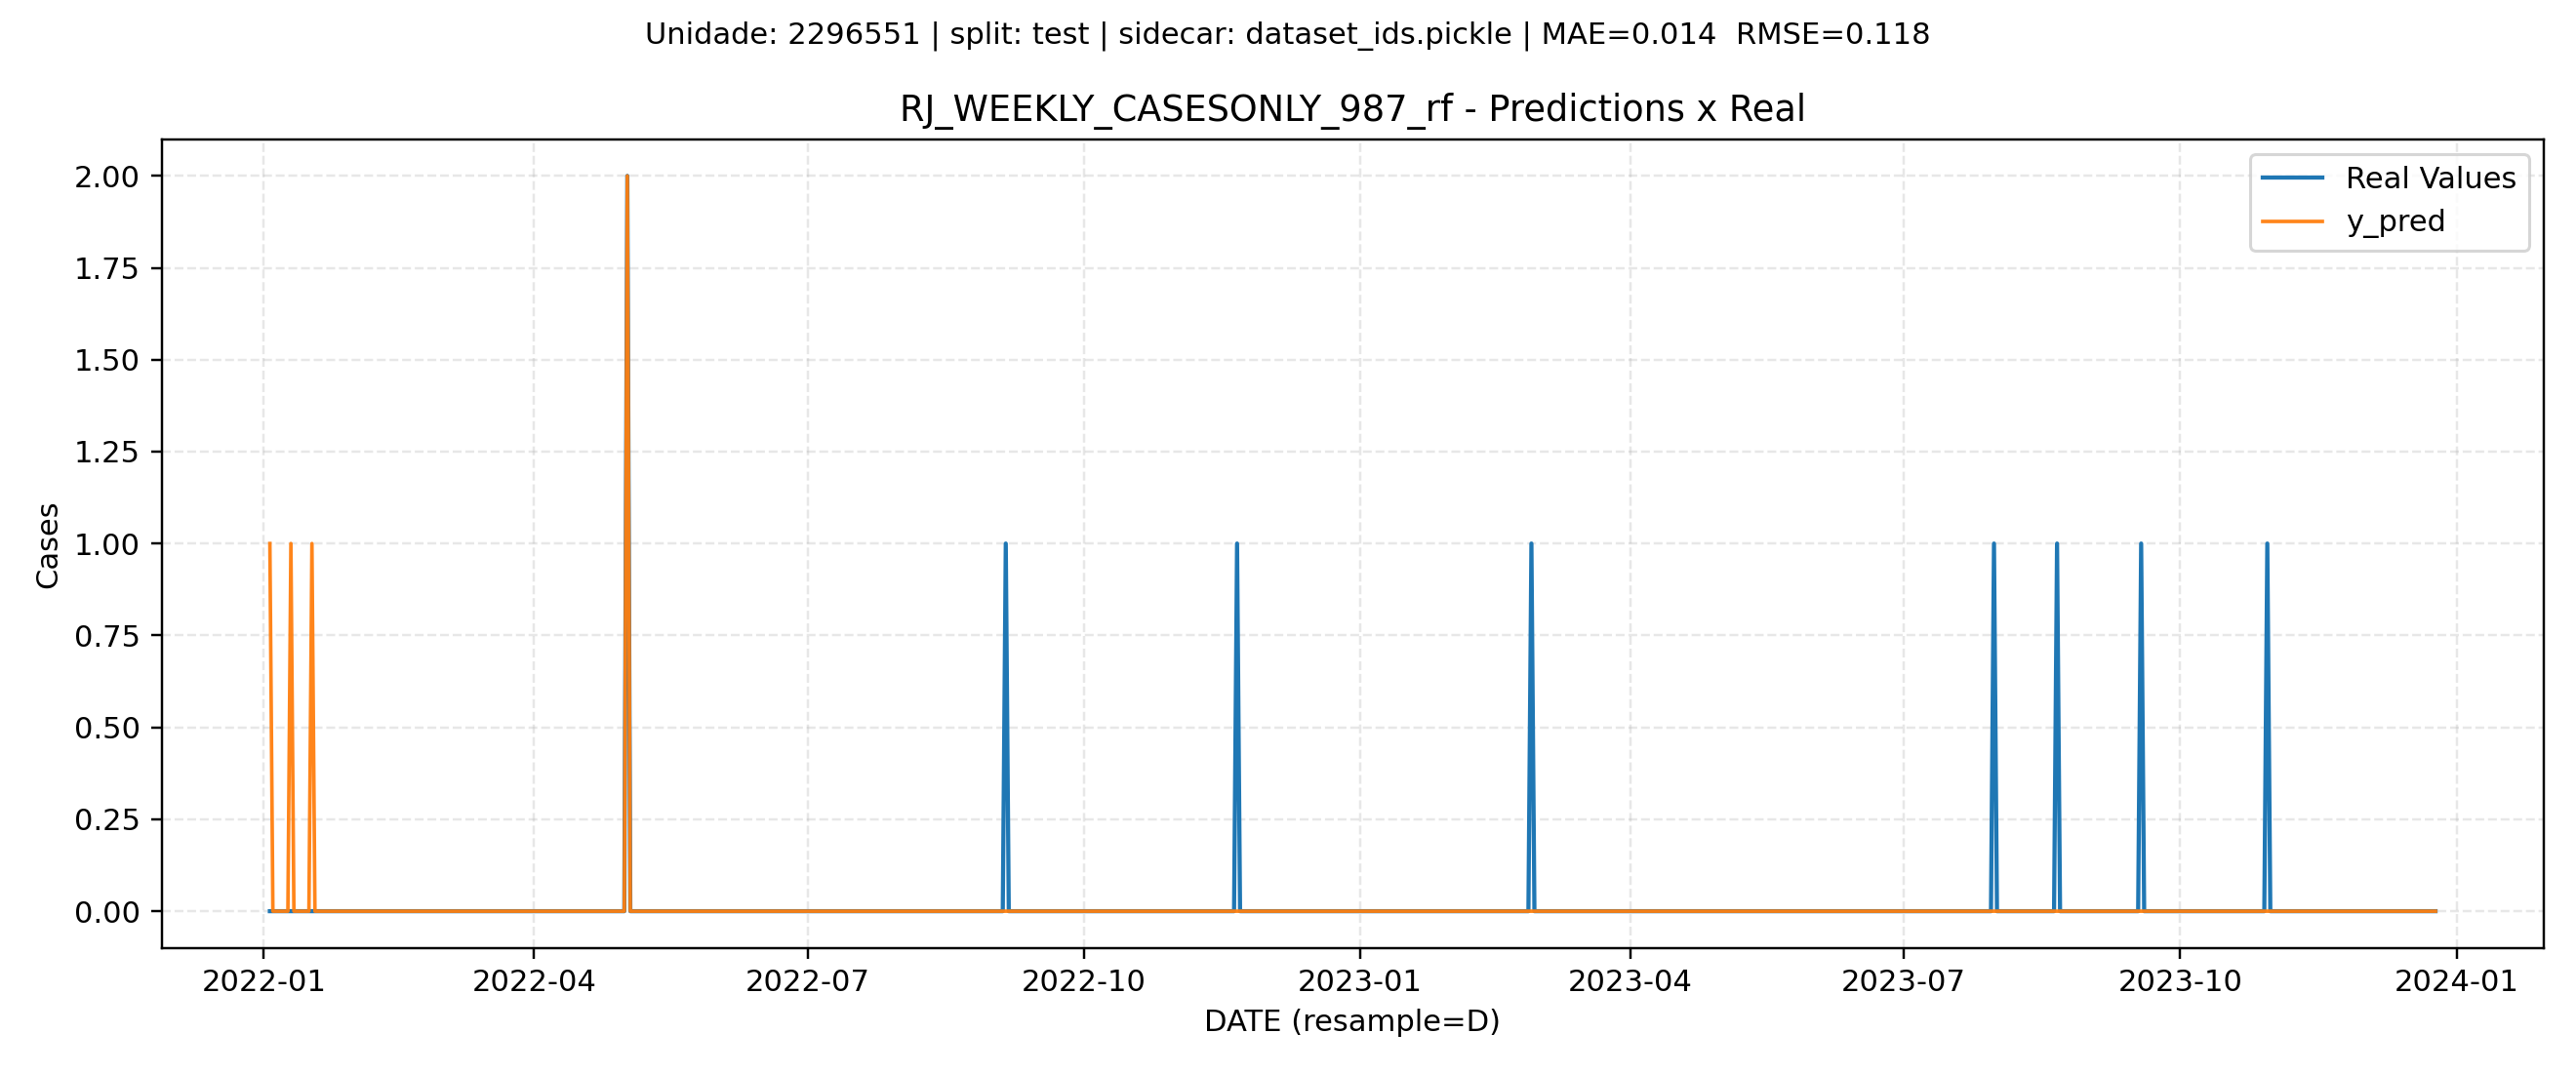 Unidade: 2296551 | split: test | sidecar: dataset_ids.pickle | MAE=0.014  RMSE=0.118
RJ_WEEKLY_CASESONLY_987_rf - Predictions x Real
Real Values
y_pred
Cases
2.00
1.75
1.50
1.25
1.00
0.75
0.50
0.25
0.00
2022-01 2022-04 2022-07 2022-10 2023-01 2023-04 2023-07 2023-10 2024-01
DATE (resample=D)